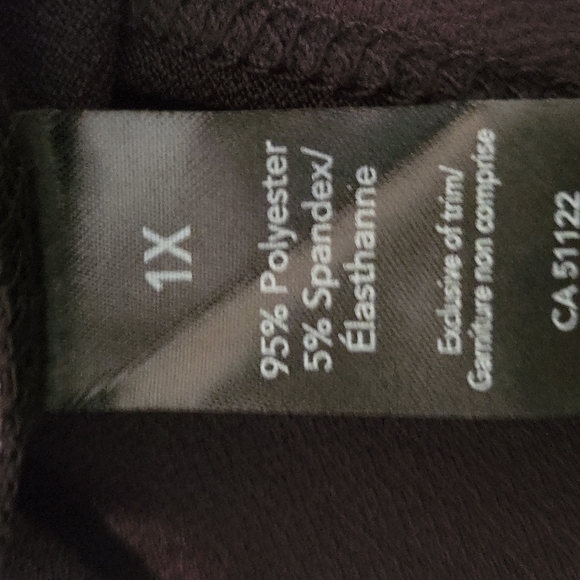 1X
95% Polyester
5% Spandex/
Élasthanne
Exclusive of trim/
Garniture non comprise
CA 51122